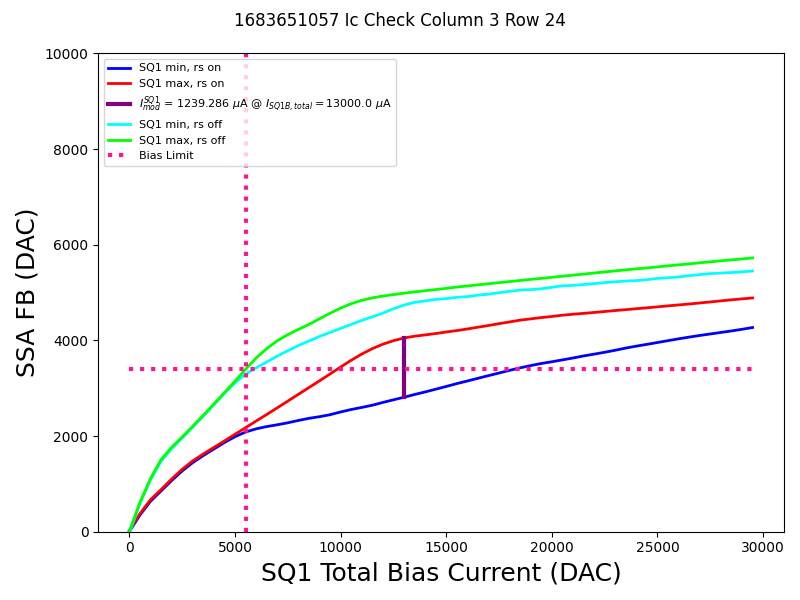 1683651057 Ic Check Column 3 Row 24
SSA FB (DAC)
10000
8000
6000
4000
2000
0
SQ1 min, rs on
SQ1 max, rs on
I_{mod}^{SQ1} = 1239.286 μA @ I_{SQ1B,total} = 13000.0 μA
SQ1 min, rs off
SQ1 max, rs off
Bias Limit
0 5000 10000 15000 20000 25000 30000
SQ1 Total Bias Current (DAC)